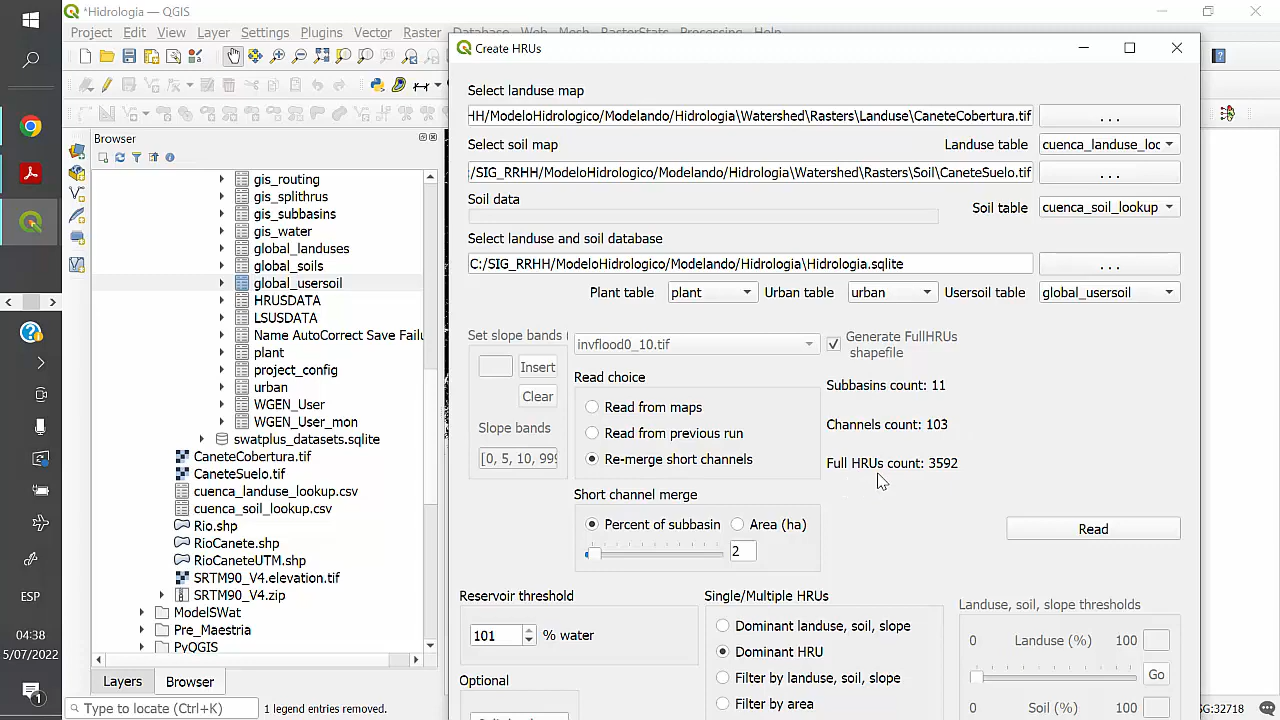 *Hidrologia — QGIS
Project Edit View Layer Settings Plugins Vector Raster Database Web Mesh RasterStats Processing Help
Create HRUs
Browser
gis_routing
gis_splithrus
gis_subbasins
gis_water
global_landuses
global_soils
global_usersoil
HRUSDATA
LSUSDATA
Name AutoCorrect Save Failu
plant
project_config
urban
WGEN_User
WGEN_User_mon
swatplus_datasets.sqlite
CaneteCobertura.tif
CaneteSuelo.tif
cuenca_landuse_lookup.csv
cuenca_soil_lookup.csv
Rio.shp
RioCanete.shp
RioCaneteUTM.shp
SRTM90_V4.elevation.tif
SRTM90_V4.zip
ModelSWat
Pre_Maestria
PyQGIS
Layers Browser
Type to locate (Ctrl+K)
1 legend entries removed.
ESP
04:38
5/07/2022
1
Select landuse map
HH/ModeloHidrologico/Modelando/Hidrologia\Watershed\Rasters\Landuse\CaneteCobertura.tif
. . .
Select soil map
Landuse table
cuenca_landuse_loc
/SIG_RRHH/ModeloHidrologico/Modelando/Hidrologia\Watershed\Rasters\Soil\CaneteSuelo.tif
. . .
Soil data
Soil table
cuenca_soil_lookup
Select landuse and soil database
C:/SIG_RRHH/ModeloHidrologico/Modelando/Hidrologia\Hidrologia.sqlite
. . .
Plant table plant Urban table urban Usersoil table global_usersoil
Set slope bands
Insert
Clear
Slope bands
[0, 5, 10, 999
invflood0_10.tif
Generate FullHRUs
shapefile
Read choice
Read from maps
Read from previous run
Re-merge short channels
Subbasins count: 11
Channels count: 103
Full HRUs count: 3592
Short channel merge
Percent of subbasin Area (ha)
2
Read
Reservoir threshold
101 % water
Optional
Single/Multiple HRUs
Dominant landuse, soil, slope
Dominant HRU
Filter by landuse, soil, slope
Filter by area
Landuse, soil, slope thresholds
0 Landuse (%) 100
Go
0 Soil (%) 100
SG:32718